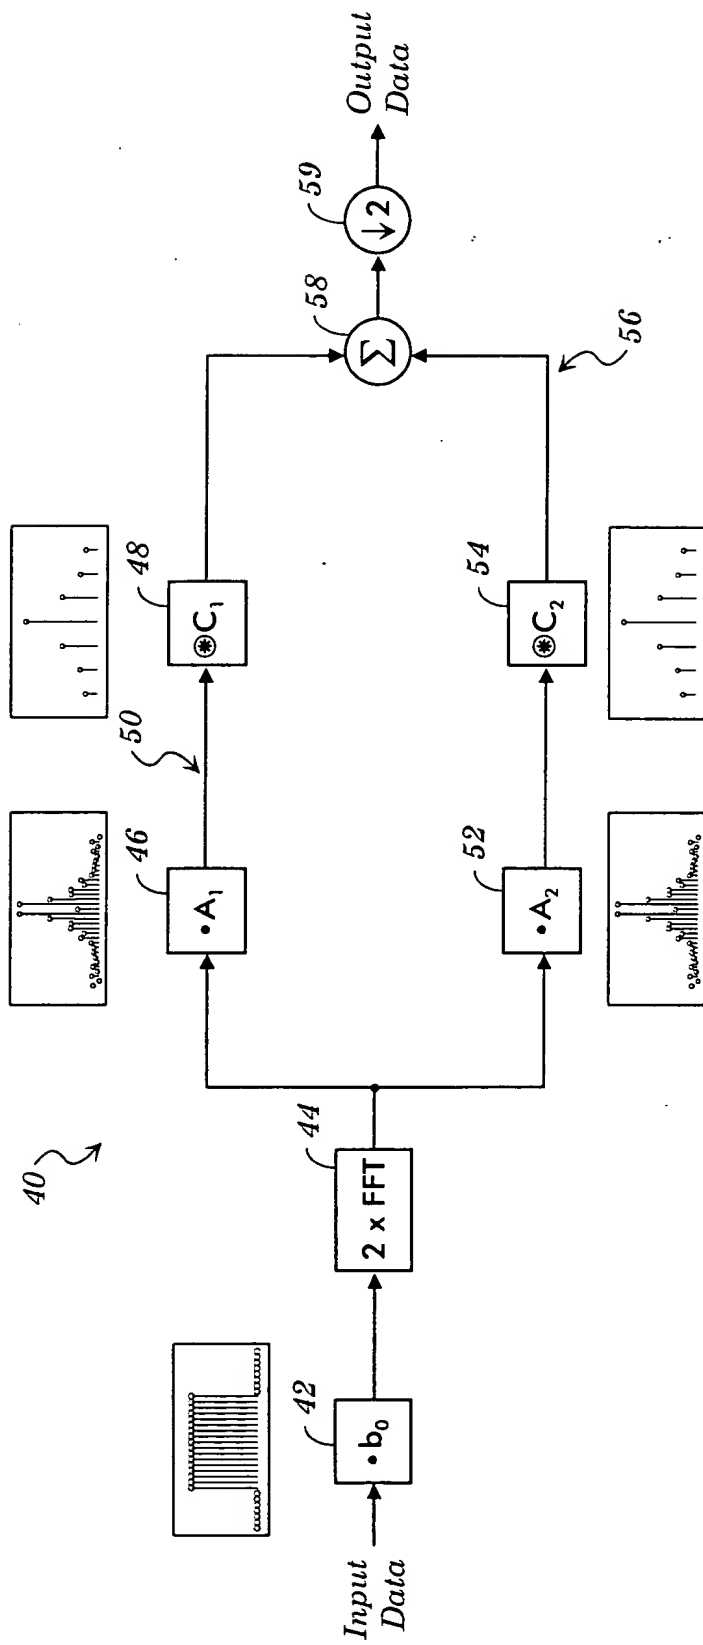 40
Input
Data
• b₀
42
2 x FFT
44
• A₁
46
50
⊛ C₁
48
• A₂
52
⊛ C₂
54
56
Σ
58
↓2
59
Output
Data